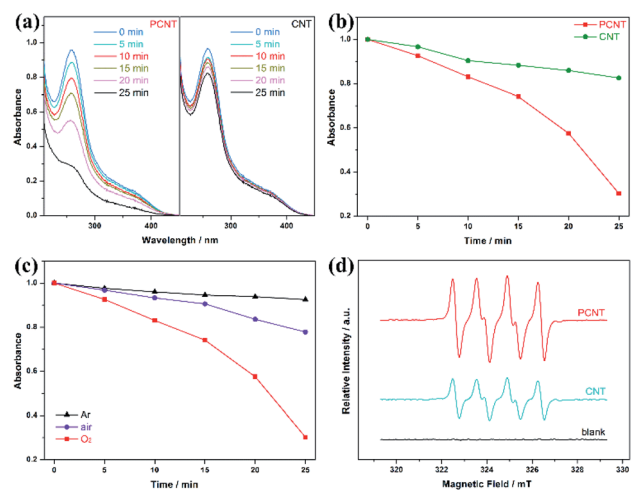 (a)
PCNT
0 min
5 min
10 min
15 min
20 min
25 min
CNT
0 min
5 min
10 min
15 min
20 min
25 min
Absorbance
1.0
0.8
0.6
0.4
0.2
0.0
300
400
300
400
Wavelength / nm
(b)
PCNT
CNT
Absorbance
1.0
0.8
0.6
0.4
0.2
0
5
10
15
20
25
Time / min
(c)
Absorbance
1.0
0.8
0.6
0.4
0.2
Ar
air
O₂
0
5
10
15
20
25
Time / min
(d)
PCNT
CNT
blank
Relative intensity / a.u.
320
322
324
326
328
330
Magnetic Field / mT